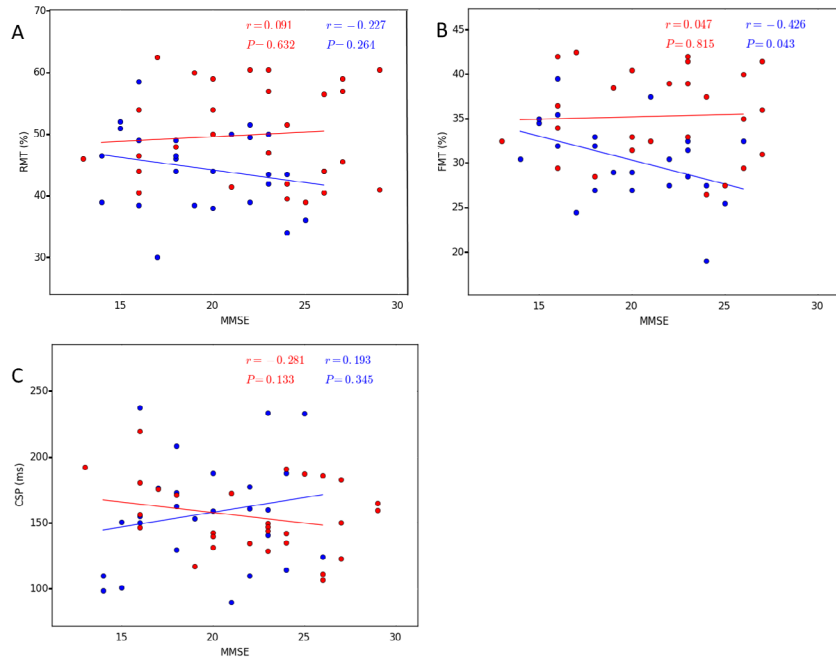 A
r=0.091 r=−0.227
P=0.632 P=0.264
70
60
50
40
30
RMT (%)
15 20 25 30
MMSE
B
r=0.047 r=−0.426
P=0.815 P=0.043
45
40
35
30
25
20
FMT (%)
15 20 25 30
MMSE
C
r=−0.281 r=0.193
P=0.133 P=0.345
250
200
150
100
CSP (ms)
15 20 25 30
MMSE